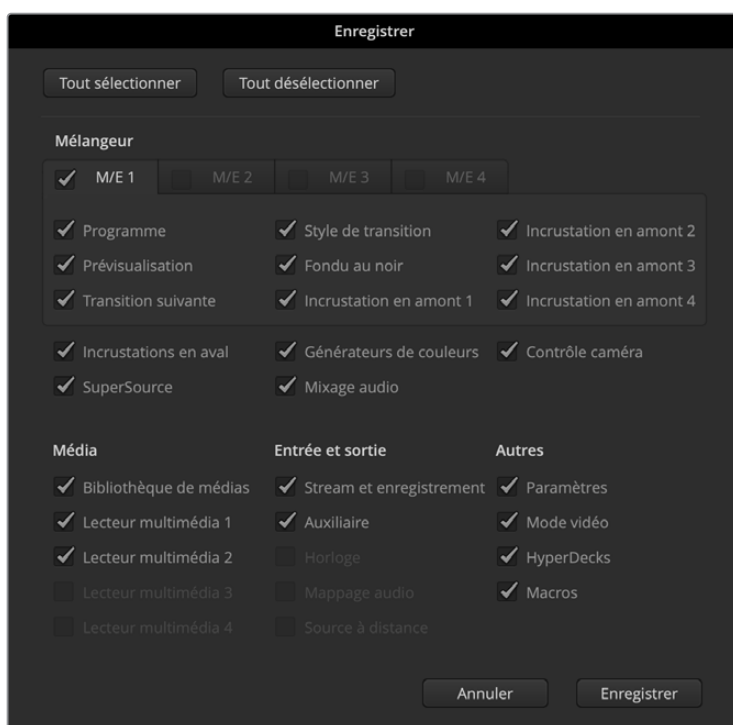 Enregistrer
Tout sélectionner Tout désélectionner
Mélangeur
M/E 1 M/E 2 M/E 3 M/E 4
Programme Style de transition Incrustation en amont 2
Prévisualisation Fondu au noir Incrustation en amont 3
Transition suivante Incrustation en amont 1 Incrustation en amont 4
Incrustations en aval Générateurs de couleurs Contrôle caméra
SuperSource Mixage audio
Média Entrée et sortie Autres
Bibliothèque de médias Stream et enregistrement Paramètres
Lecteur multimédia 1 Auxiliaire Mode vidéo
Lecteur multimédia 2 Horloge HyperDecks
Lecteur multimédia 3 Mappage audio Macros
Lecteur multimédia 4 Source à distance
Annuler Enregistrer